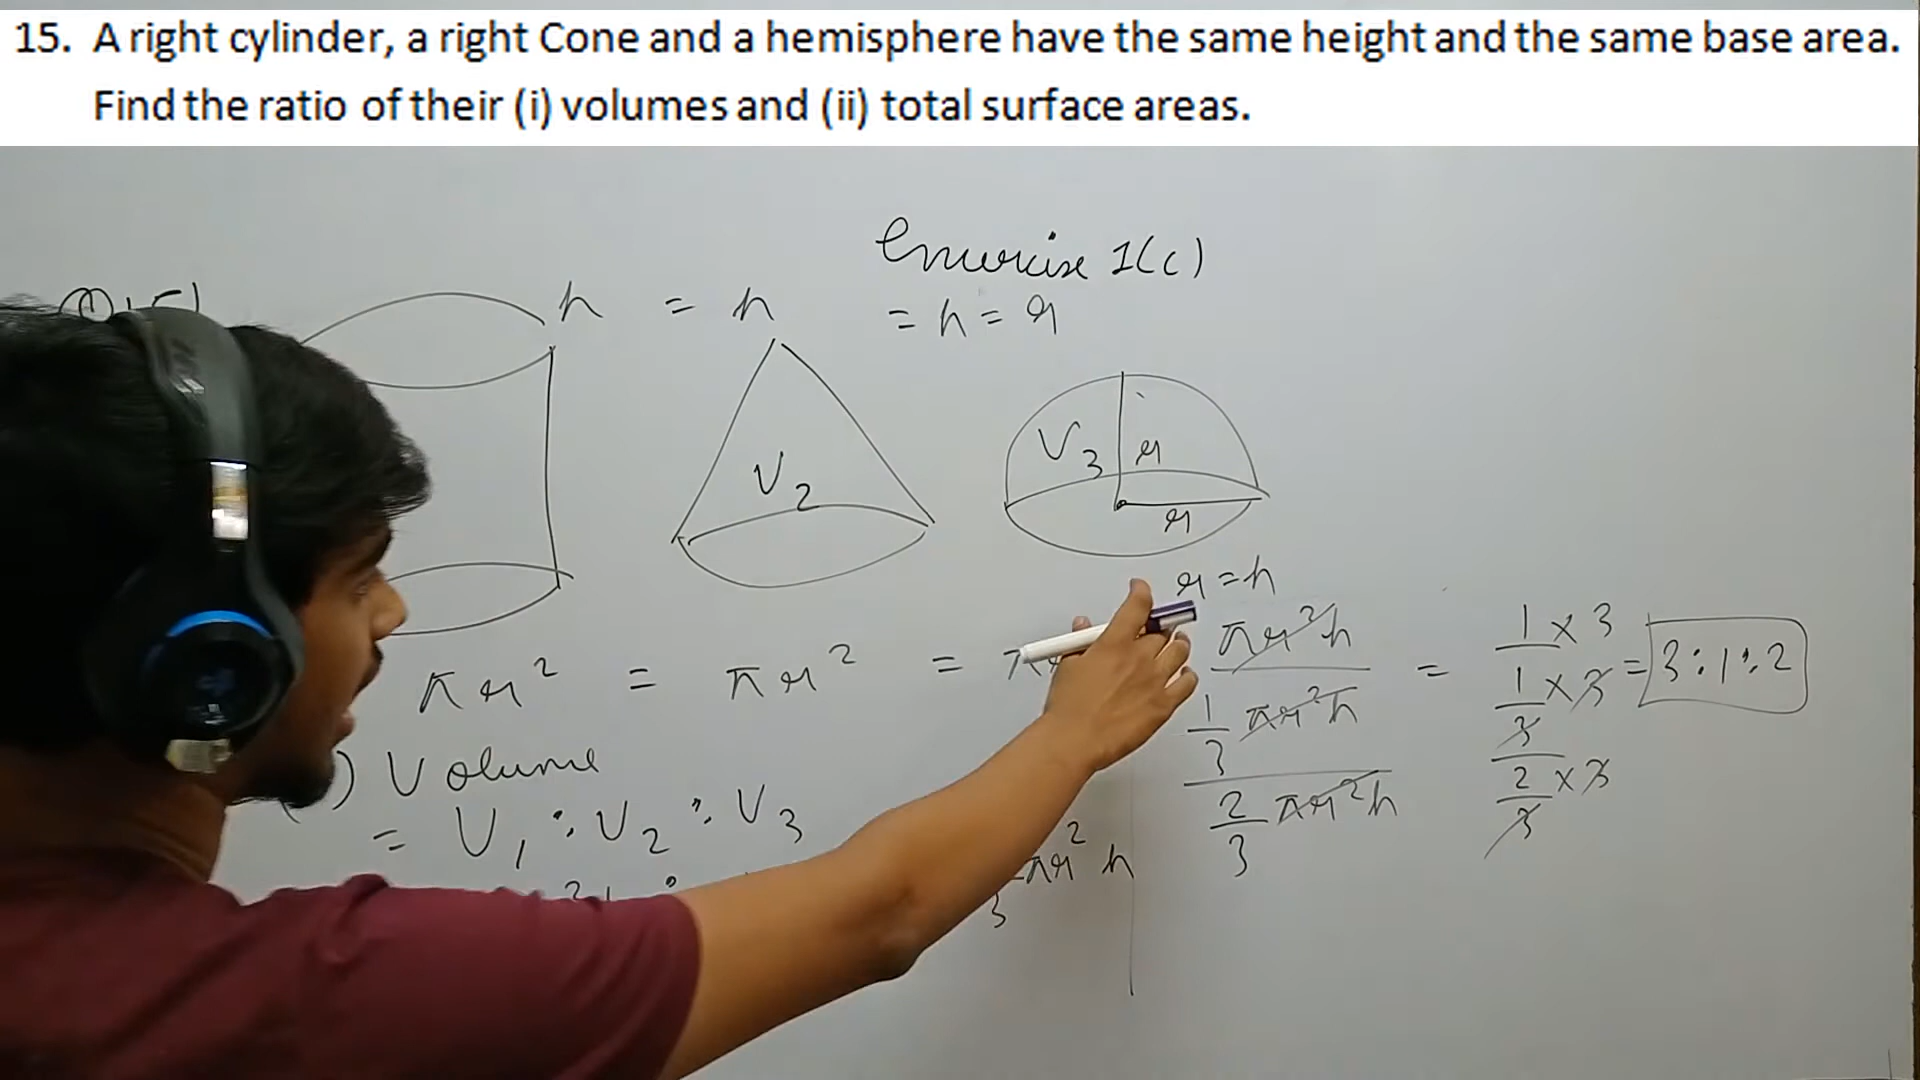 15. A right cylinder, a right Cone and a hemisphere have the same height and the same base area.
Find the ratio of their (i) volumes and (ii) total surface areas.
Exercise 1(c)
h = h = h = r
V2
V3 r
r
r = h
πr² = πr² =
) Volume
= V1 : V2 : V3
πr² h
3
πr²h
1/3 πr²h
2/3 πr²h
=
1 × 3
1/3 × 3
2/3 × 3
= 3 : 1 : 2